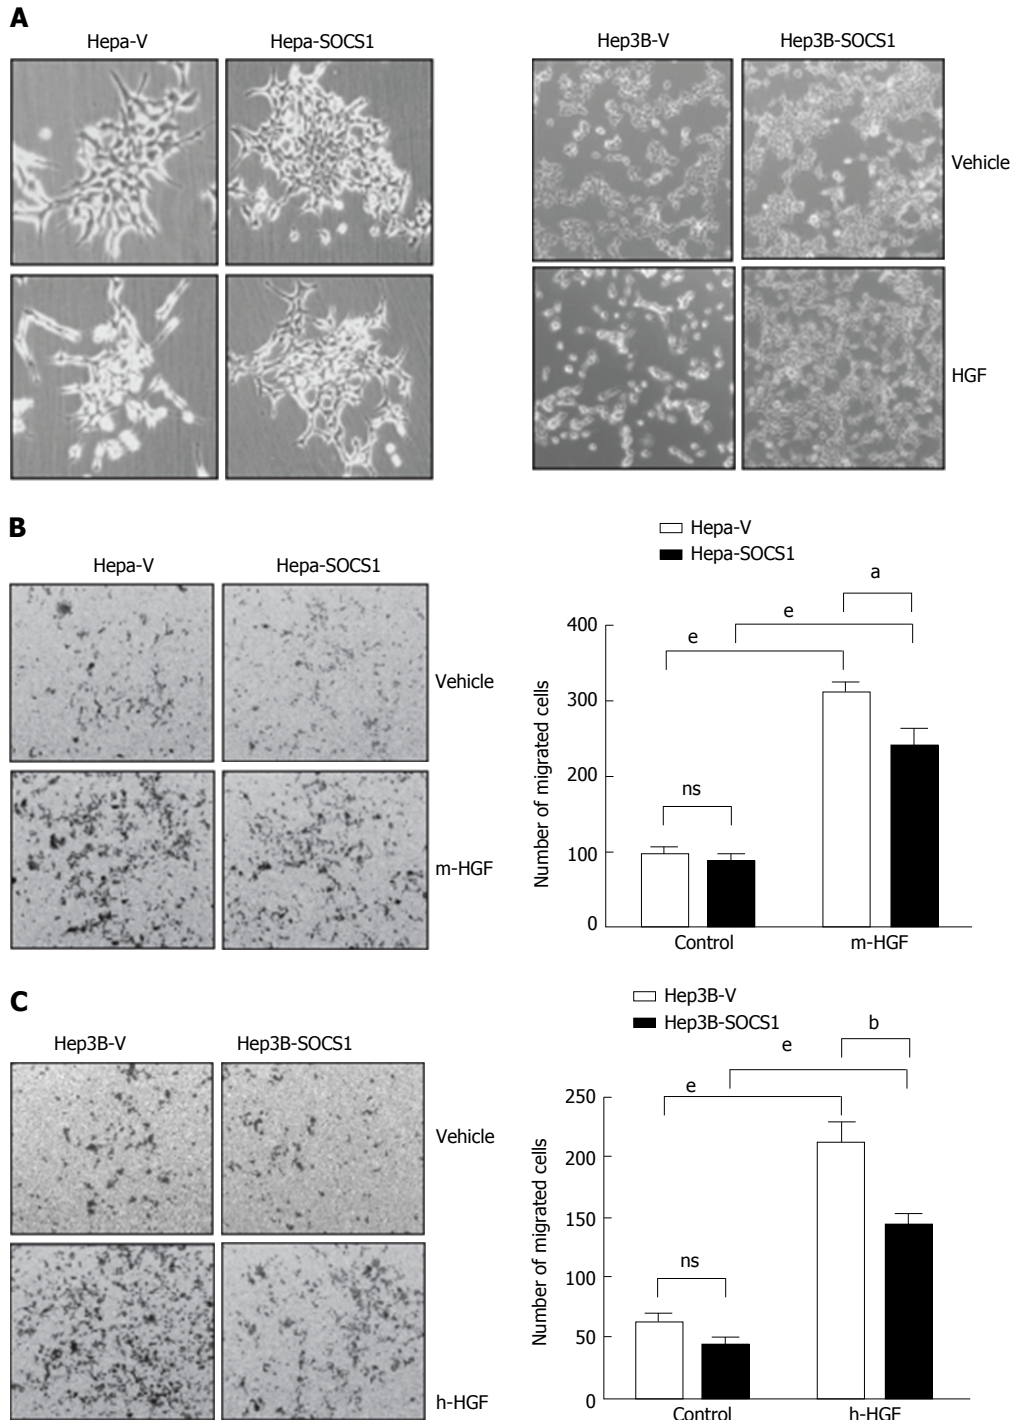 A
Hepa-V Hepa-SOCS1 Hep3B-V Hep3B-SOCS1
Vehicle
HGF
B
Hepa-V Hepa-SOCS1
Vehicle
m-HGF
Hepa-V
Hepa-SOCS1
a
e
e
ns
Number of migrated cells
400
300
200
100
0
Control m-HGF
C
Hep3B-V Hep3B-SOCS1
Vehicle
h-HGF
Hep3B-V
Hep3B-SOCS1
b
e
e
ns
Number of migrated cells
250
200
150
100
50
0
Control h-HGF